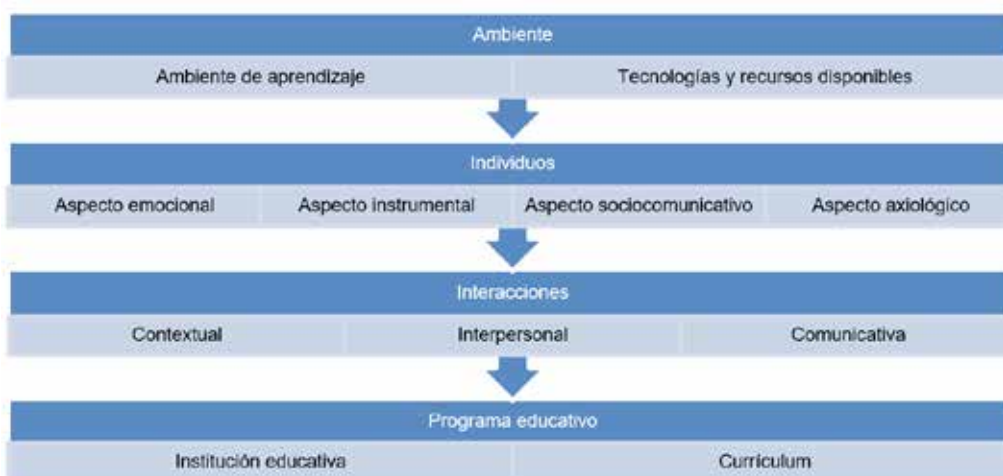 Ambiente
Ambiente de aprendizaje
Tecnologías y recursos disponibles
Individuos
Aspecto emocional
Aspecto instrumental
Aspecto sociocomunicativo
Aspecto axiológico
Interacciones
Contextual
Interpersonal
Comunicativa
Programa educativo
Institución educativa
Curriculum